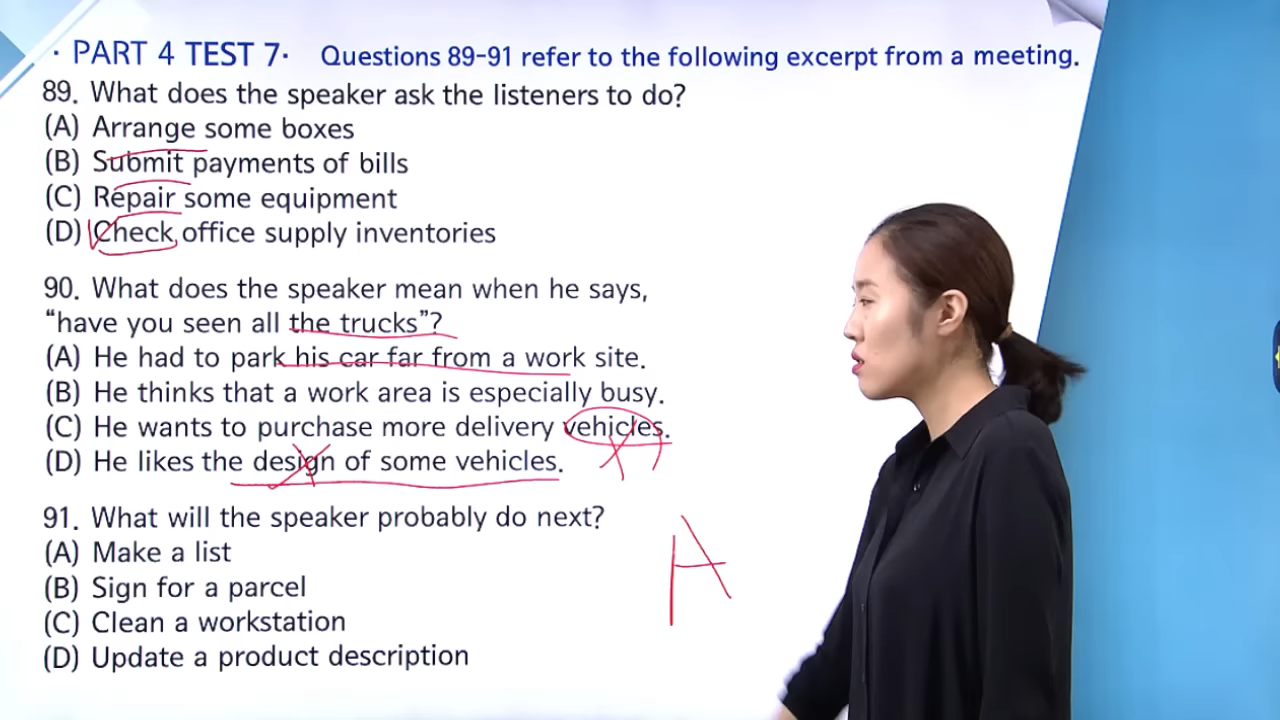 · PART 4 TEST 7· Questions 89-91 refer to the following excerpt from a meeting.
89. What does the speaker ask the listeners to do?
(A) Arrange some boxes
(B) Submit payments of bills
(C) Repair some equipment
(D) Check office supply inventories
90. What does the speaker mean when he says,
“have you seen all the trucks”?
(A) He had to park his car far from a work site.
(B) He thinks that a work area is especially busy.
(C) He wants to purchase more delivery vehicles.
(D) He likes the design of some vehicles.
91. What will the speaker probably do next?
(A) Make a list
(B) Sign for a parcel
(C) Clean a workstation
(D) Update a product description
A